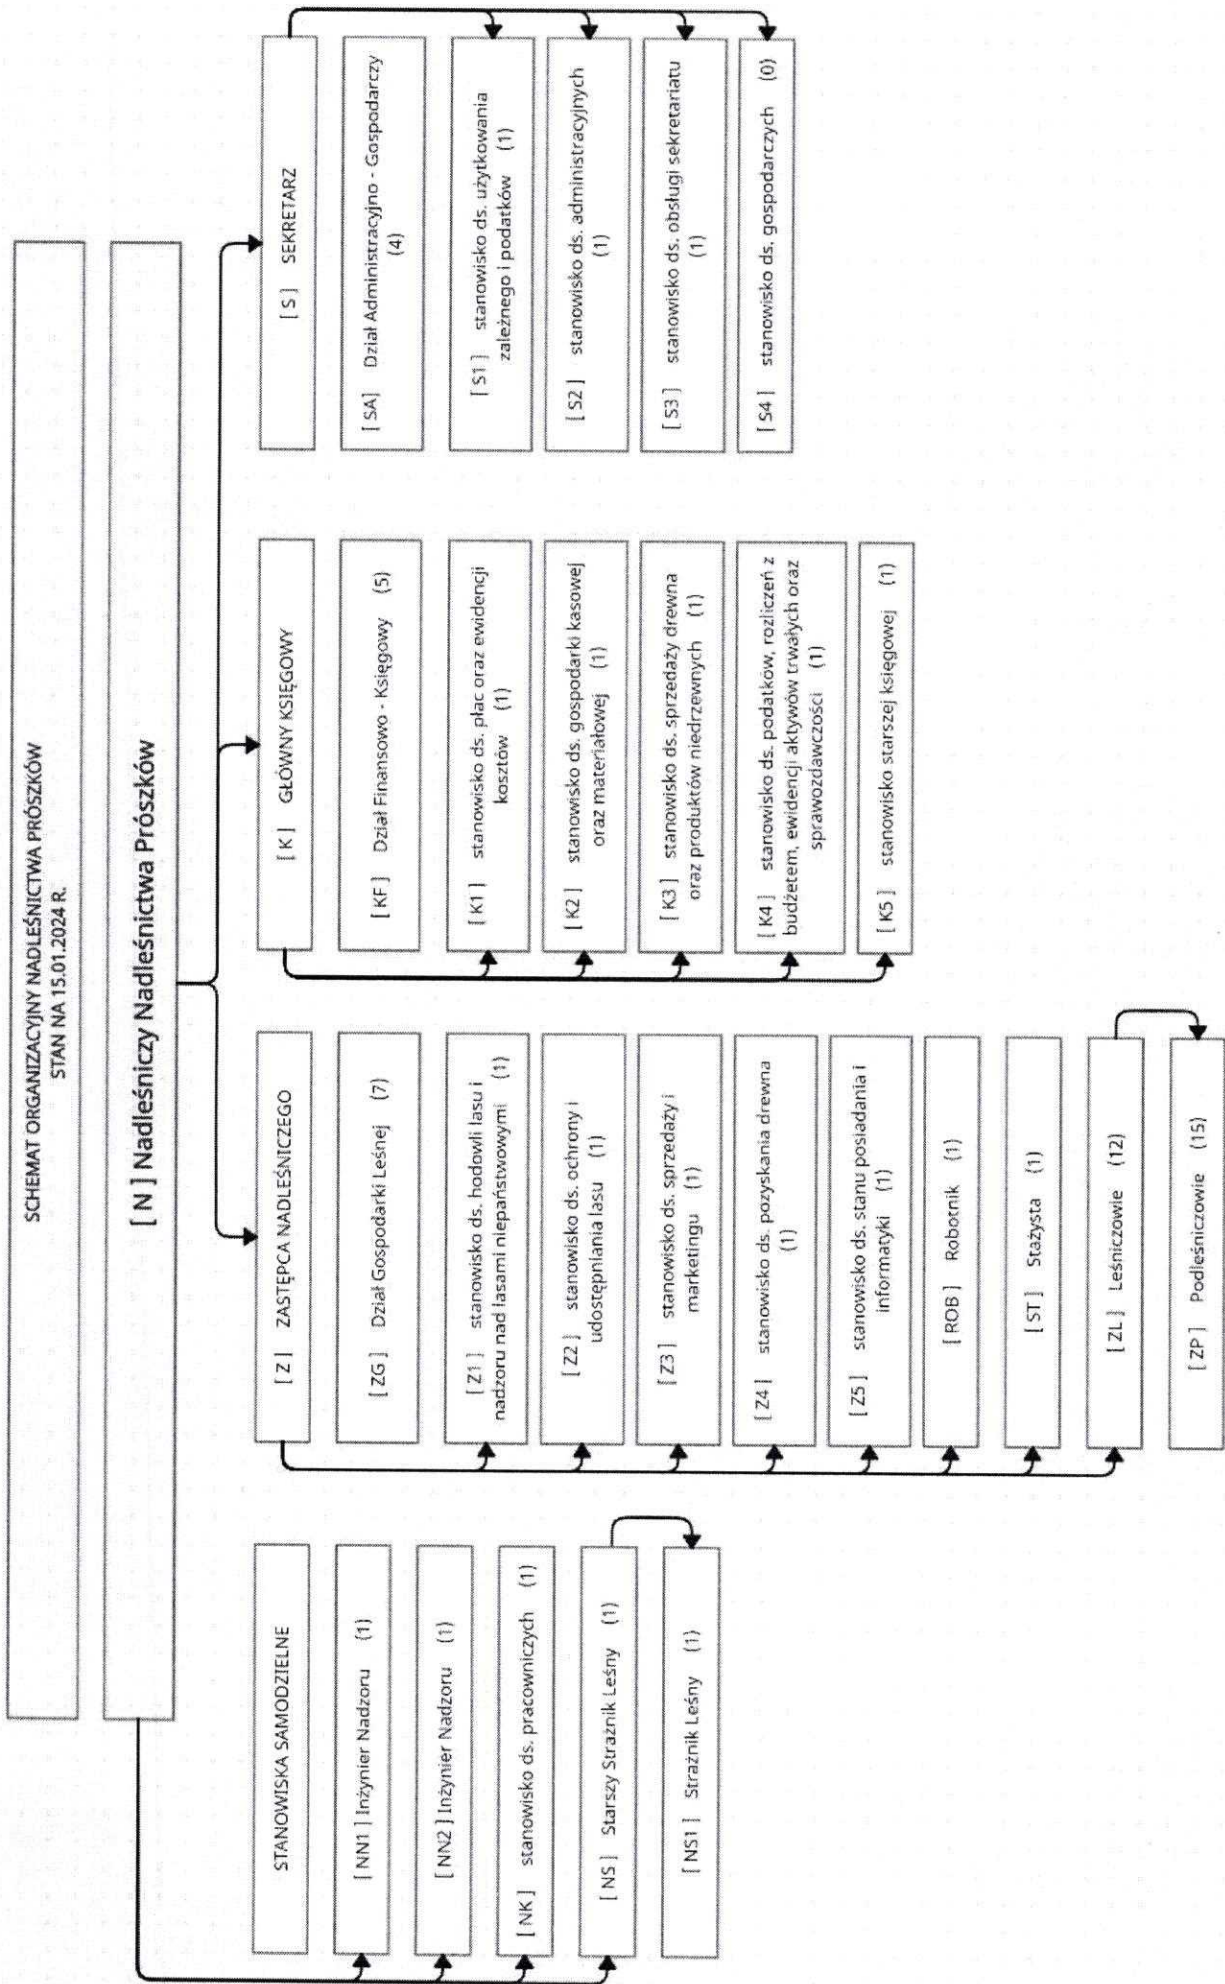 SCHEMAT ORGANIZACYJNY NADLEŚNICTWA PRÓSZKÓW
STAN NA 15.01.2024 R.
[ N ] Nadleśniczy Nadleśnictwa Prószków
STANOWISKA SAMODZIELNE
[ NN1 ] Inżynier Nadzoru (1)
[ NN2 ] Inżynier Nadzoru (1)
[ NK ] stanowisko ds. pracowniczych (1)
[ NS ] Starszy Strażnik Leśny (1)
[ NS1 ] Strażnik Leśny (1)
[ Z ] ZASTĘPCA NADLEŚNICZEGO
[ ZG ] Dział Gospodarki Leśnej (7)
[ Z1 ] stanowisko ds. hodowli lasu i
nadzoru nad lasami niepaństwowymi (1)
[ Z2 ] stanowisko ds. ochrony i
udostępniania lasu (1)
[ Z3 ] stanowisko ds. sprzedaży i
marketingu (1)
[ Z4 ] stanowisko ds. pozyskania drewna
(1)
[ Z5 ] stanowisko ds. stanu posiadania i
informatyki (1)
[ ROB ] Robotnik (1)
[ ST ] Stażysta (1)
[ ZL ] Leśniczowie (12)
[ ZP ] Podleśniczowie (15)
[ K ] GŁÓWNY KSIĘGOWY
[ KF ] Dział Finansowo - Księgowy (5)
[ K1 ] stanowisko ds. płac oraz ewidencji
kosztów (1)
[ K2 ] stanowisko ds. gospodarki kasowej
oraz materiałowej (1)
[ K3 ] stanowisko ds. sprzedaży drewna
oraz produktów niedrzewnych (1)
[ K4 ] stanowisko ds. podatków, rozliczeń z
budżetem, ewidencji aktywów trwałych oraz
sprawozdawczości (1)
[ K5 ] stanowisko starszej księgowej (1)
[ S ] SEKRETARZ
[ SA] Dział Administracyjno - Gospodarczy
(4)
[ S1 ] stanowisko ds. użytkowania
zależnego i podatków (1)
[ S2 ] stanowisko ds. administracyjnych
(1)
[ S3 ] stanowisko ds. obsługi sekretariatu
(1)
[ S4 ] stanowisko ds. gospodarczych (0)